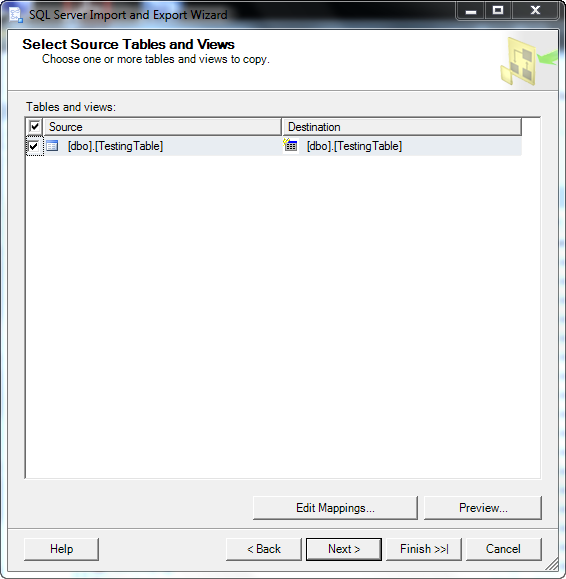 SQL Server Import and Export Wizard
Select Source Tables and Views
Choose one or more tables and views to copy.
Tables and views:
Source Destination
[dbo].[TestingTable] [dbo].[TestingTable]
Edit Mappings... Preview...
Help < Back Next > Finish >>| Cancel